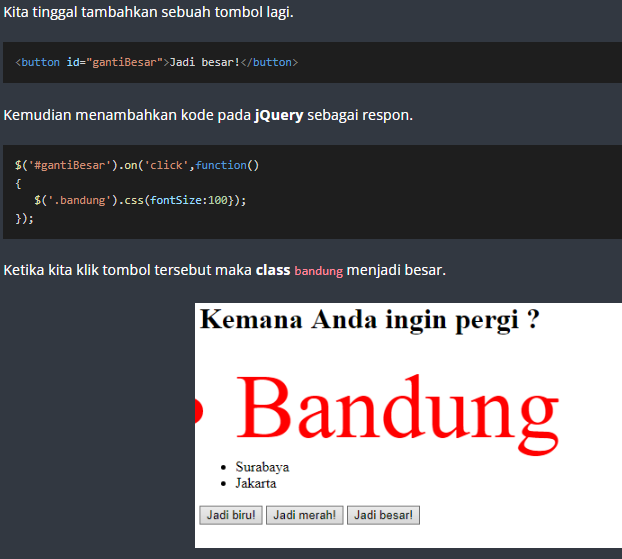 Kita tinggal tambahkan sebuah tombol lagi.
<button id="gantiBesar">Jadi besar!</button>
Kemudian menambahkan kode pada jQuery sebagai respon.
$('#gantiBesar').on('click',function()
{
   $('.bandung').css(fontSize:100});
});
Ketika kita klik tombol tersebut maka class bandung menjadi besar.
Kemana Anda ingin pergi ?
Bandung
Surabaya
Jakarta
Jadi biru! Jadi merah! Jadi besar!